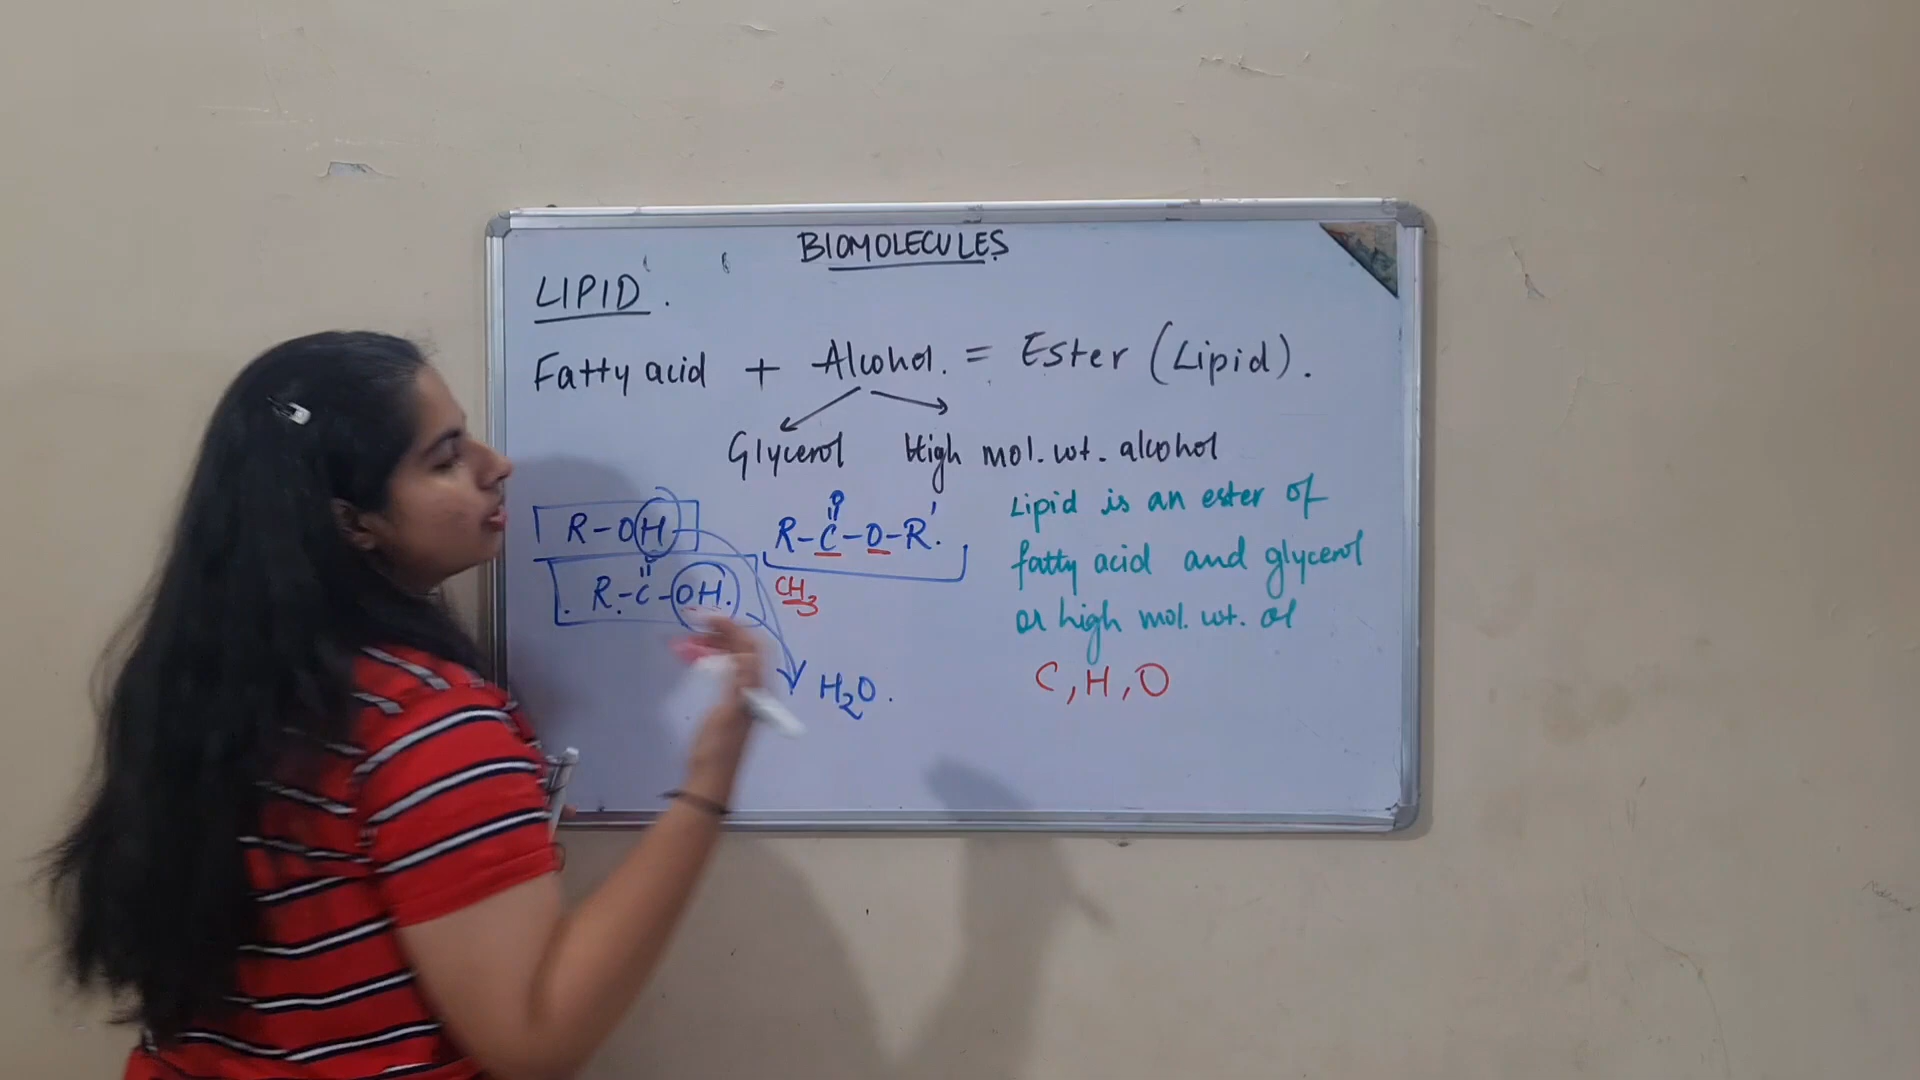 BIOMOLECULES
LIPID.
Fatty acid + Alcohol. = Ester (Lipid).
Glycerol High mol. wt. alcohol
R-OH
R-C-O-R'.
O
R-C-OH.
CH3
H2O.
Lipid is an ester of
fatty acid and glycerol
or high mol. wt. ol
C, H, O